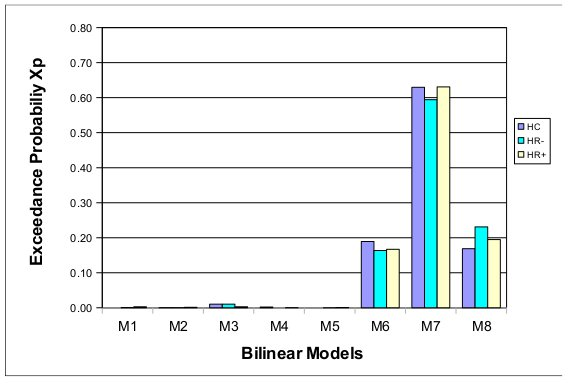 0.80
0.70
0.60
0.50
0.40
0.30
0.20
0.10
0.00
Exceedance Probabiliy Xp
M1 M2 M3 M4 M5 M6 M7 M8
Bilinear Models
HC
HR-
HR+